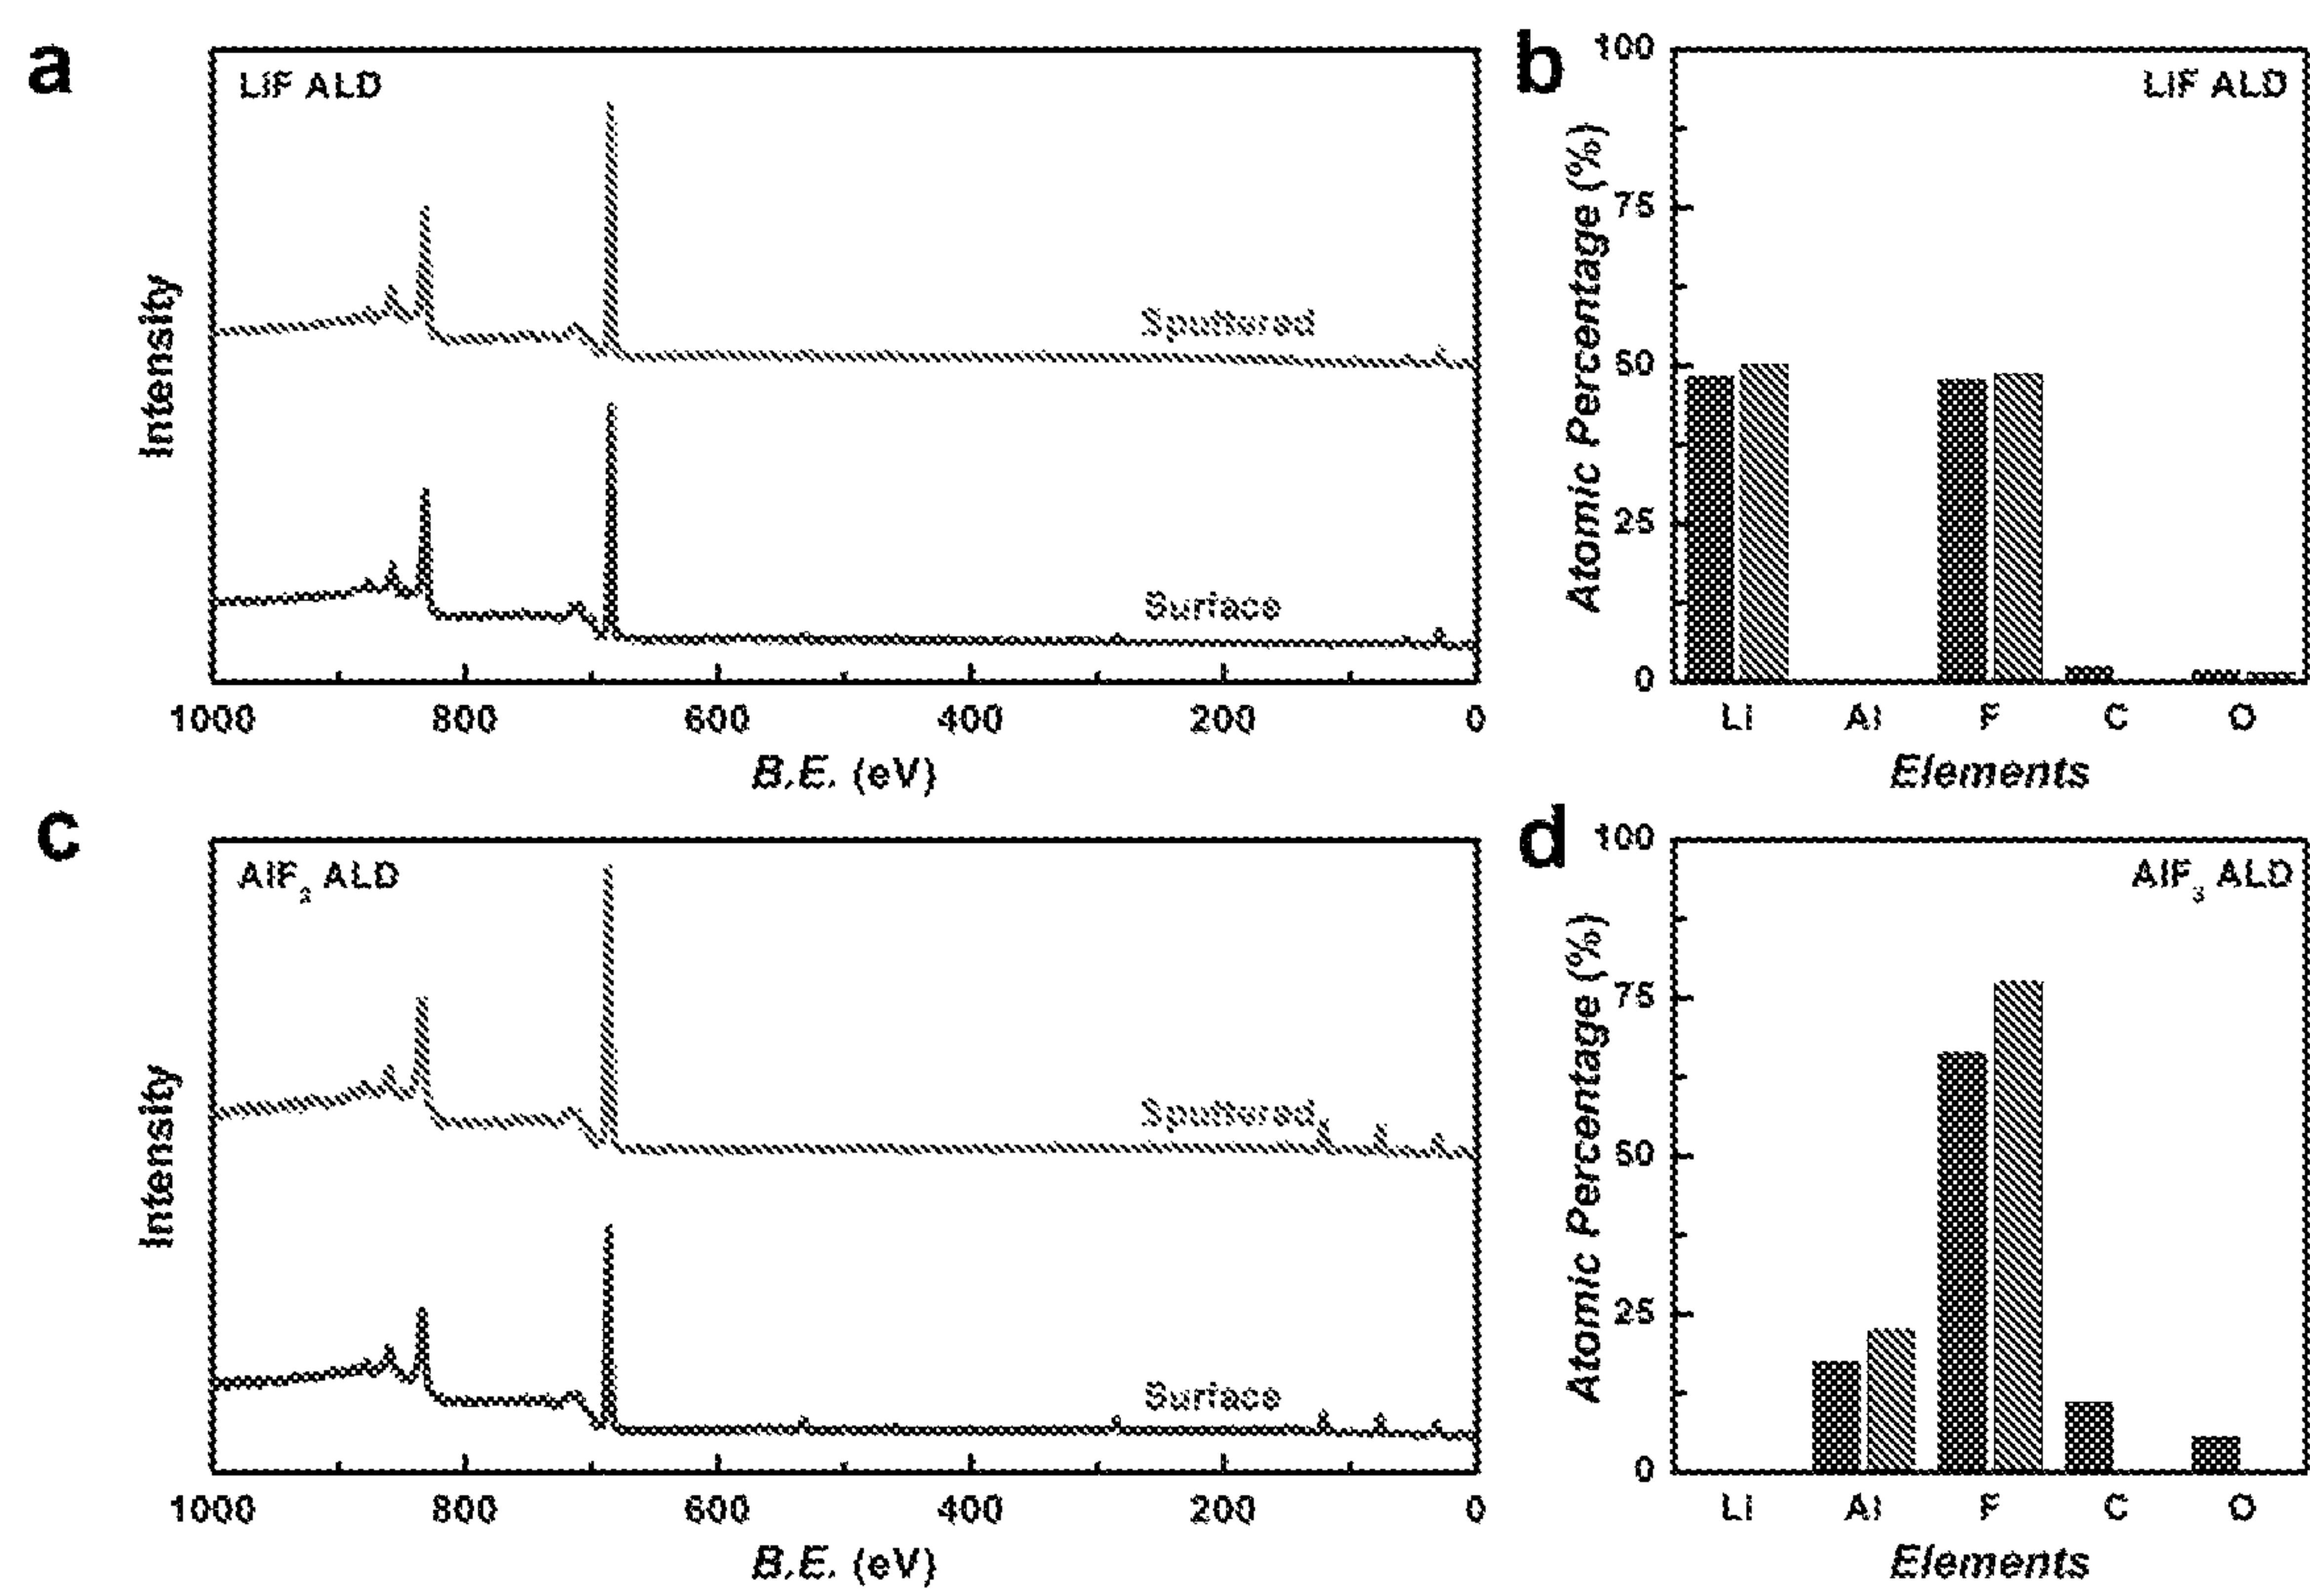 a
LiF ALD
Sputtered
Surface
Intensity
1000 800 600 400 200 0
B.E. (eV)
b
LiF ALD
100
75
50
25
0
Atomic Percentage (%)
Li Al F C O
Elements
c
AlF3 ALD
Sputtered
Surface
Intensity
1000 800 600 400 200 0
B.E. (eV)
d
AlF3 ALD
100
75
50
25
0
Atomic Percentage (%)
Li Al F C O
Elements